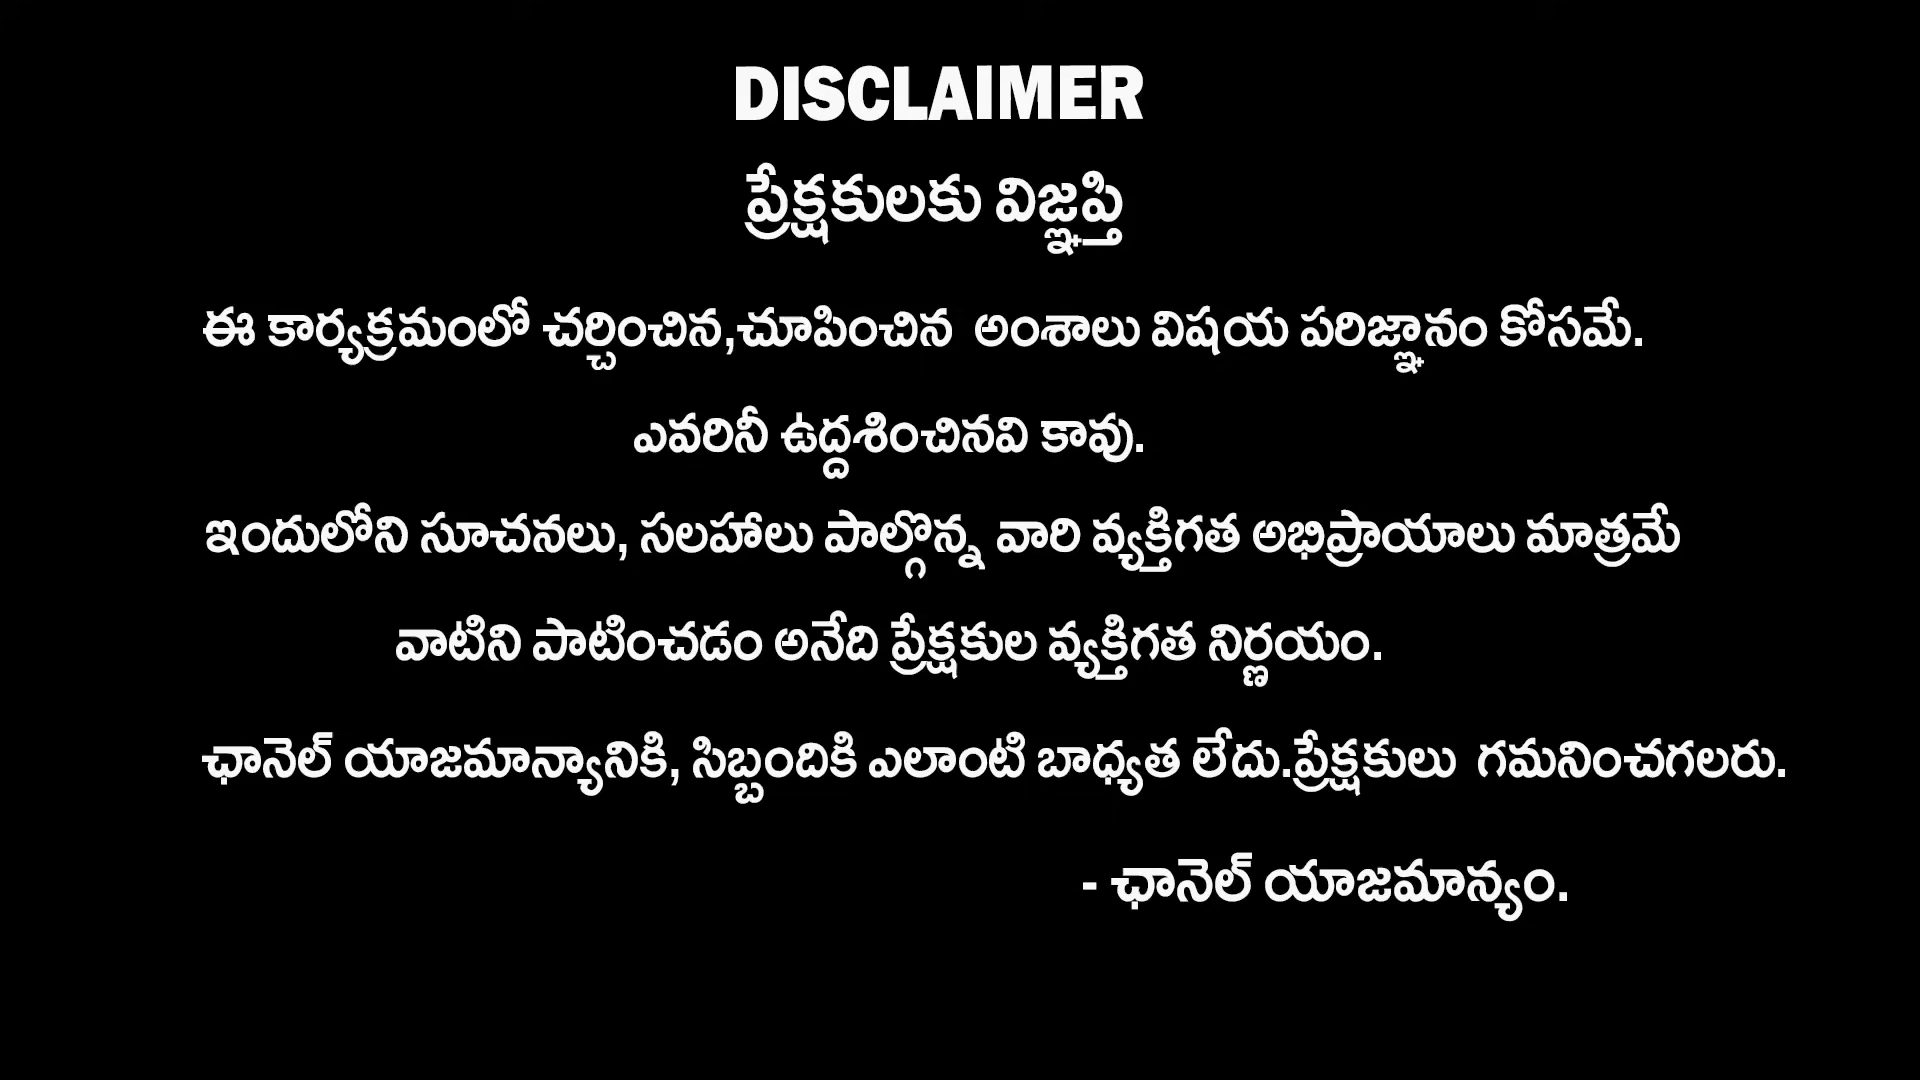 DISCLAIMER
ప్రేక్షకులకు విజ్ఞప్తి
ఈ కార్యక్రమంలో చర్చించిన,చూపించిన అంశాలు విషయ పరిజ్ఞానం కోసమే.
ఎవరినీ ఉద్దశించినవి కావు.
ఇందులోని సూచనలు, సలహాలు పాల్గొన్న వారి వ్యక్తిగత అభిప్రాయాలు మాత్రమే
వాటిని పాటించడం అనేది ప్రేక్షకుల వ్యక్తిగత నిర్ణయం.
ఛానెల్ యాజమాన్యానికి, సిబ్బందికి ఎలాంటి బాధ్యత లేదు.ప్రేక్షకులు గమనించగలరు.
- ఛానెల్ యాజమాన్యం.